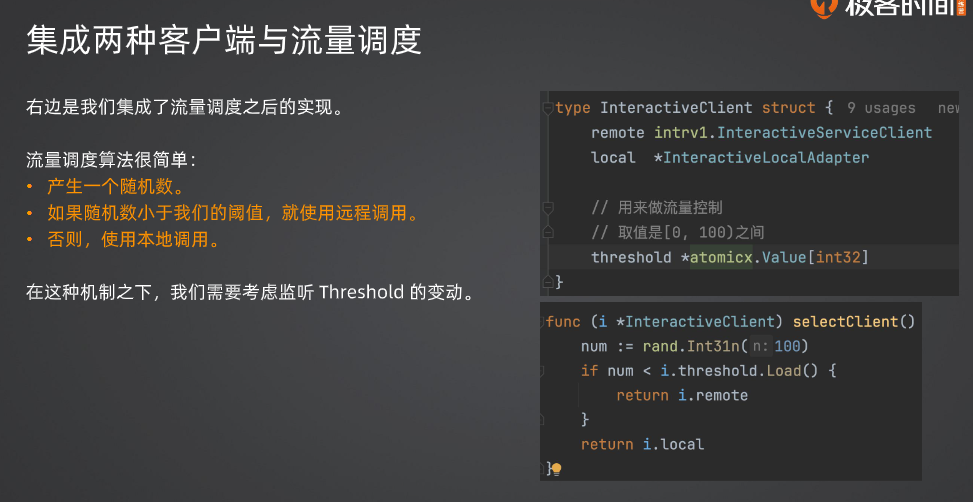 极客时间
集成两种客户端与流量调度
右边是我们集成了流量调度之后的实现。
流量调度算法很简单：
• 产生一个随机数。
• 如果随机数小于我们的阈值，就使用远程调用。
• 否则，使用本地调用。
在这种机制之下，我们需要考虑监听 Threshold 的变动。
type InteractiveClient struct { 9 usages new
remote intrv1.InteractiveServiceClient
local *InteractiveLocalAdapter
// 用来做流量控制
// 取值是[0, 100)之间
threshold *atomicx.Value[int32]
}
func (i *InteractiveClient) selectClient()
num := rand.Int31n( n: 100)
if num < i.threshold.Load() {
return i.remote
}
return i.local
}